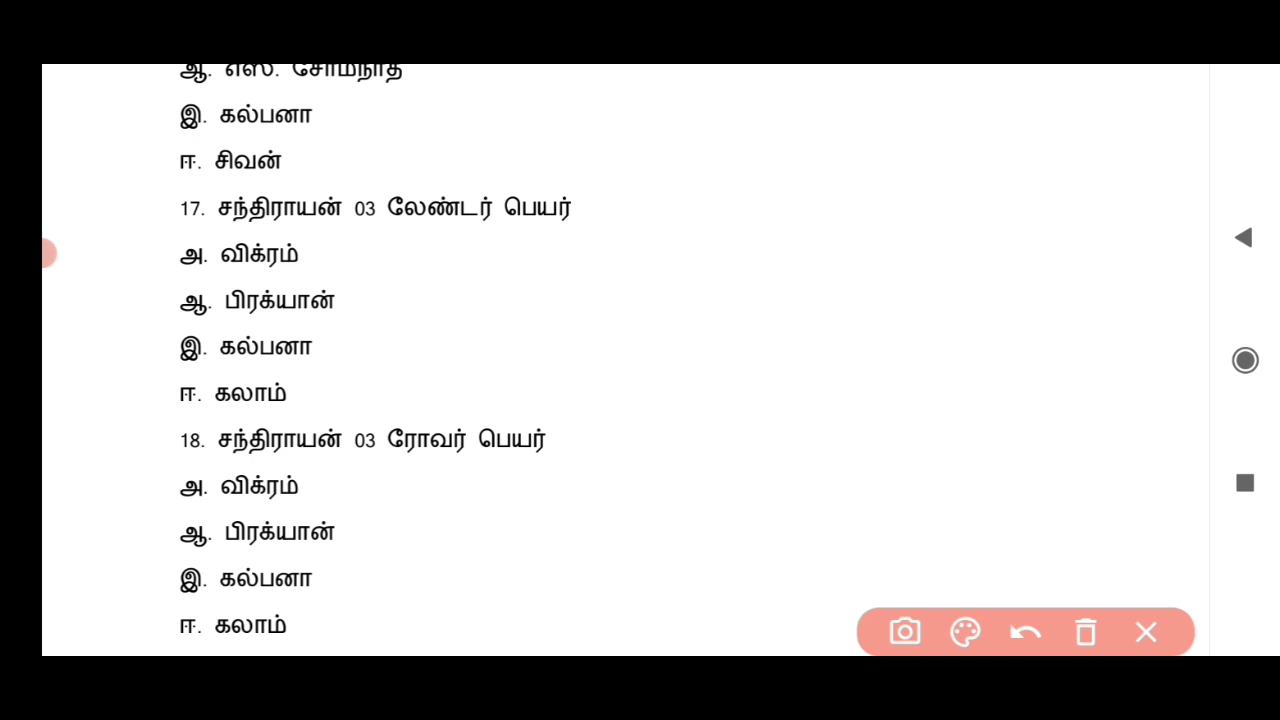 ஆ. எஸ். சோம்நாத்
இ. கல்பனா
ஈ. சிவன்
17. சந்திராயன் 03 லேண்டர் பெயர்
அ. விக்ரம்
ஆ. பிரக்யான்
இ. கல்பனா
ஈ. கலாம்
18. சந்திராயன் 03 ரோவர் பெயர்
அ. விக்ரம்
ஆ. பிரக்யான்
இ. கல்பனா
ஈ. கலாம்